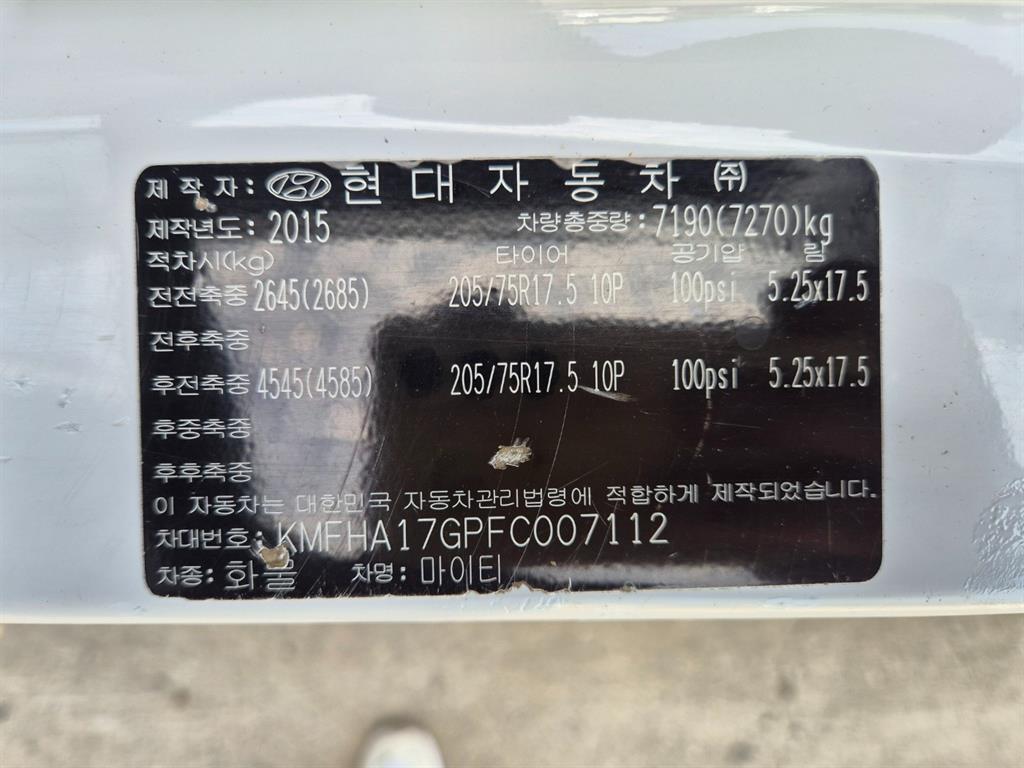 제 작 자: 현 대 자 동 차 ㈜
제작년도: 2015 차량총중량: 7190(7270)kg
적차시(kg) 타이어 공기압 림
전전축중 2645(2685) 205/75R17.5 10P 100psi 5.25x17.5
전후축중
후전축중 4545(4585) 205/75R17.5 10P 100psi 5.25x17.5
후중축중
후후축중
이 자동차는 대한민국 자동차관리법령에 적합하게 제작되었습니다.
차대번호: KMFHA17GPFC007112
차종: 화물 차명: 마이티